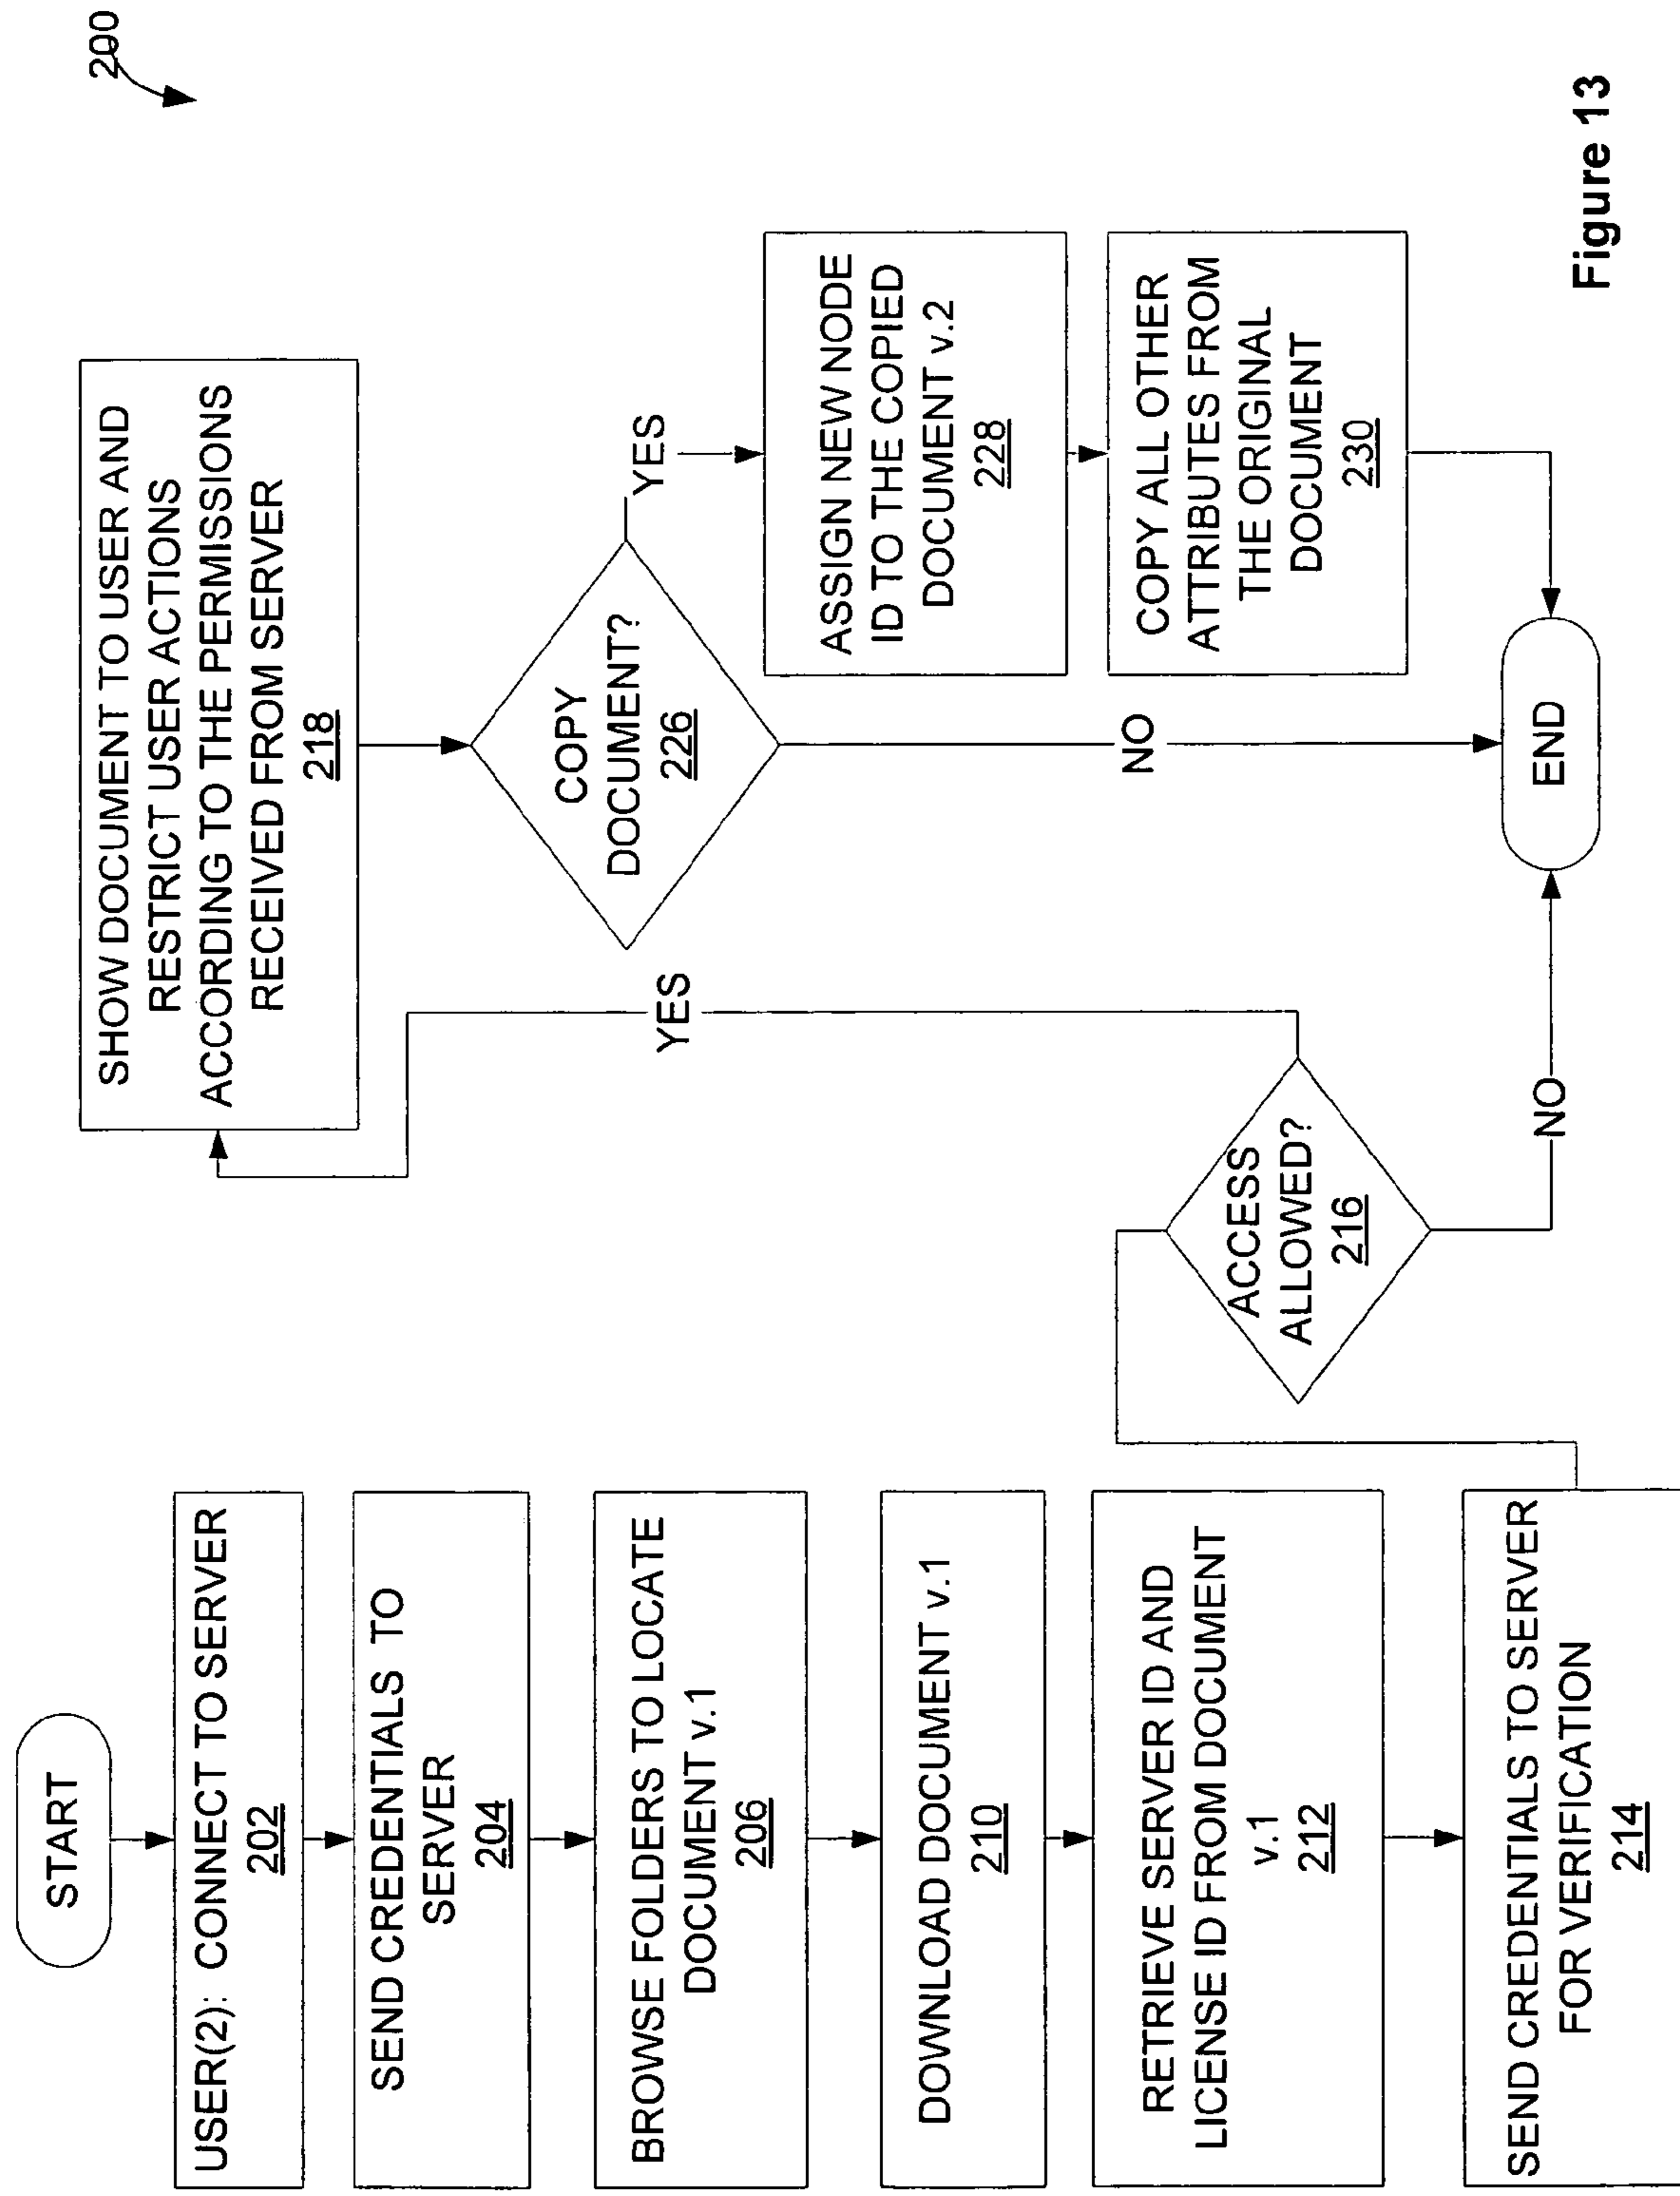 200
START
USER(2): CONNECT TO SERVER
202
SEND CREDENTIALS TO
SERVER
204
BROWSE FOLDERS TO LOCATE
DOCUMENT v.1
206
DOWNLOAD DOCUMENT v.1
210
RETRIEVE SERVER ID AND
LICENSE ID FROM DOCUMENT
v.1
212
SEND CREDENTIALS TO SERVER
FOR VERIFICATION
214
ACCESS
ALLOWED?
216
YES
NO
SHOW DOCUMENT TO USER AND
RESTRICT USER ACTIONS
ACCORDING TO THE PERMISSIONS
RECEIVED FROM SERVER
218
COPY
DOCUMENT?
226
YES
NO
ASSIGN NEW NODE
ID TO THE COPIED
DOCUMENT v.2
228
COPY ALL OTHER
ATTRIBUTES FROM
THE ORIGINAL
DOCUMENT
230
END
Figure 13